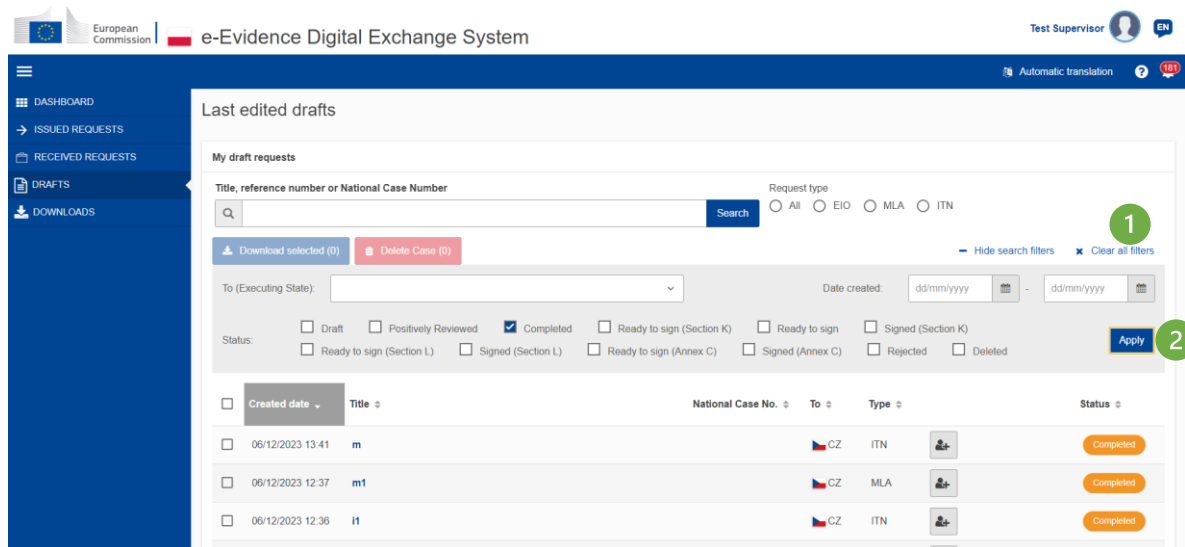 European
Commission
e-Evidence Digital Exchange System
Test Supervisor
EN
Automatic translation
?
181
DASHBOARD
ISSUED REQUESTS
RECEIVED REQUESTS
DRAFTS
DOWNLOADS
Last edited drafts
My draft requests
Title, reference number or National Case Number
Request type
Search
All EIO MLA ITN
1
Download selected (0) Delete Case (0) Hide search filters Clear all filters
To (Executing State): Date created: dd/mm/yyyy - dd/mm/yyyy
Status:
Draft Positively Reviewed Completed Ready to sign (Section K) Ready to sign Signed (Section K)
Ready to sign (Section L) Signed (Section L) Ready to sign (Annex C) Signed (Annex C) Rejected Deleted
Apply
2
Created date Title National Case No. To Type Status
06/12/2023 13:41 m CZ ITN Completed
06/12/2023 12:37 m1 CZ MLA Completed
06/12/2023 12:36 i1 CZ ITN Completed